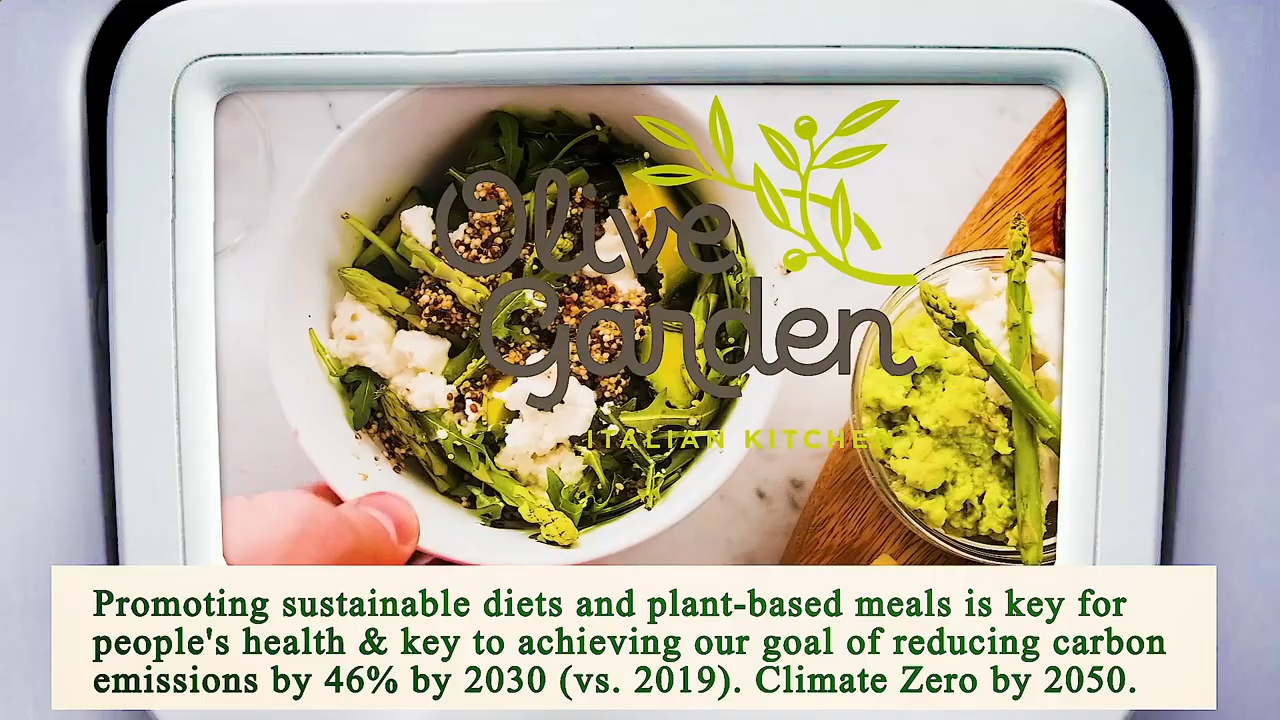 Olive
Garden
ITALIAN KITCHEN
Promoting sustainable diets and plant-based meals is key for
people's health & key to achieving our goal of reducing carbon
emissions by 46% by 2030 (vs. 2019). Climate Zero by 2050.